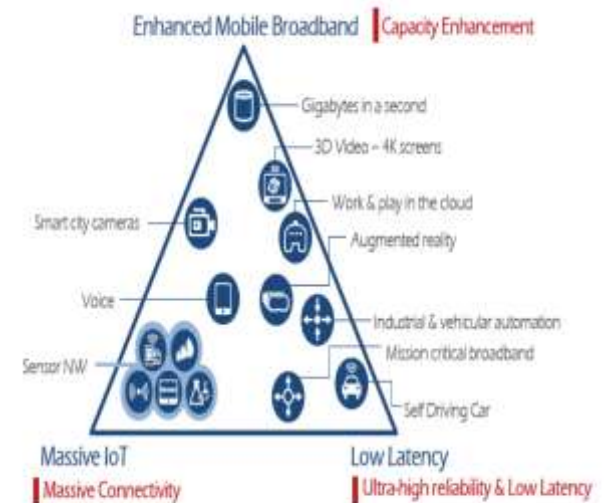 Enhanced Mobile Broadband
Capacity Enhancement
Gigabytes in a second
3D Video – 4K screens
Work & play in the cloud
Smart city cameras
Augmented reality
Voice
Industrial & vehicular automation
Mission critical broadband
Sensor NW
Self Driving Car
Massive IoT
Low Latency
Massive Connectivity
Ultra-high reliability & Low Latency